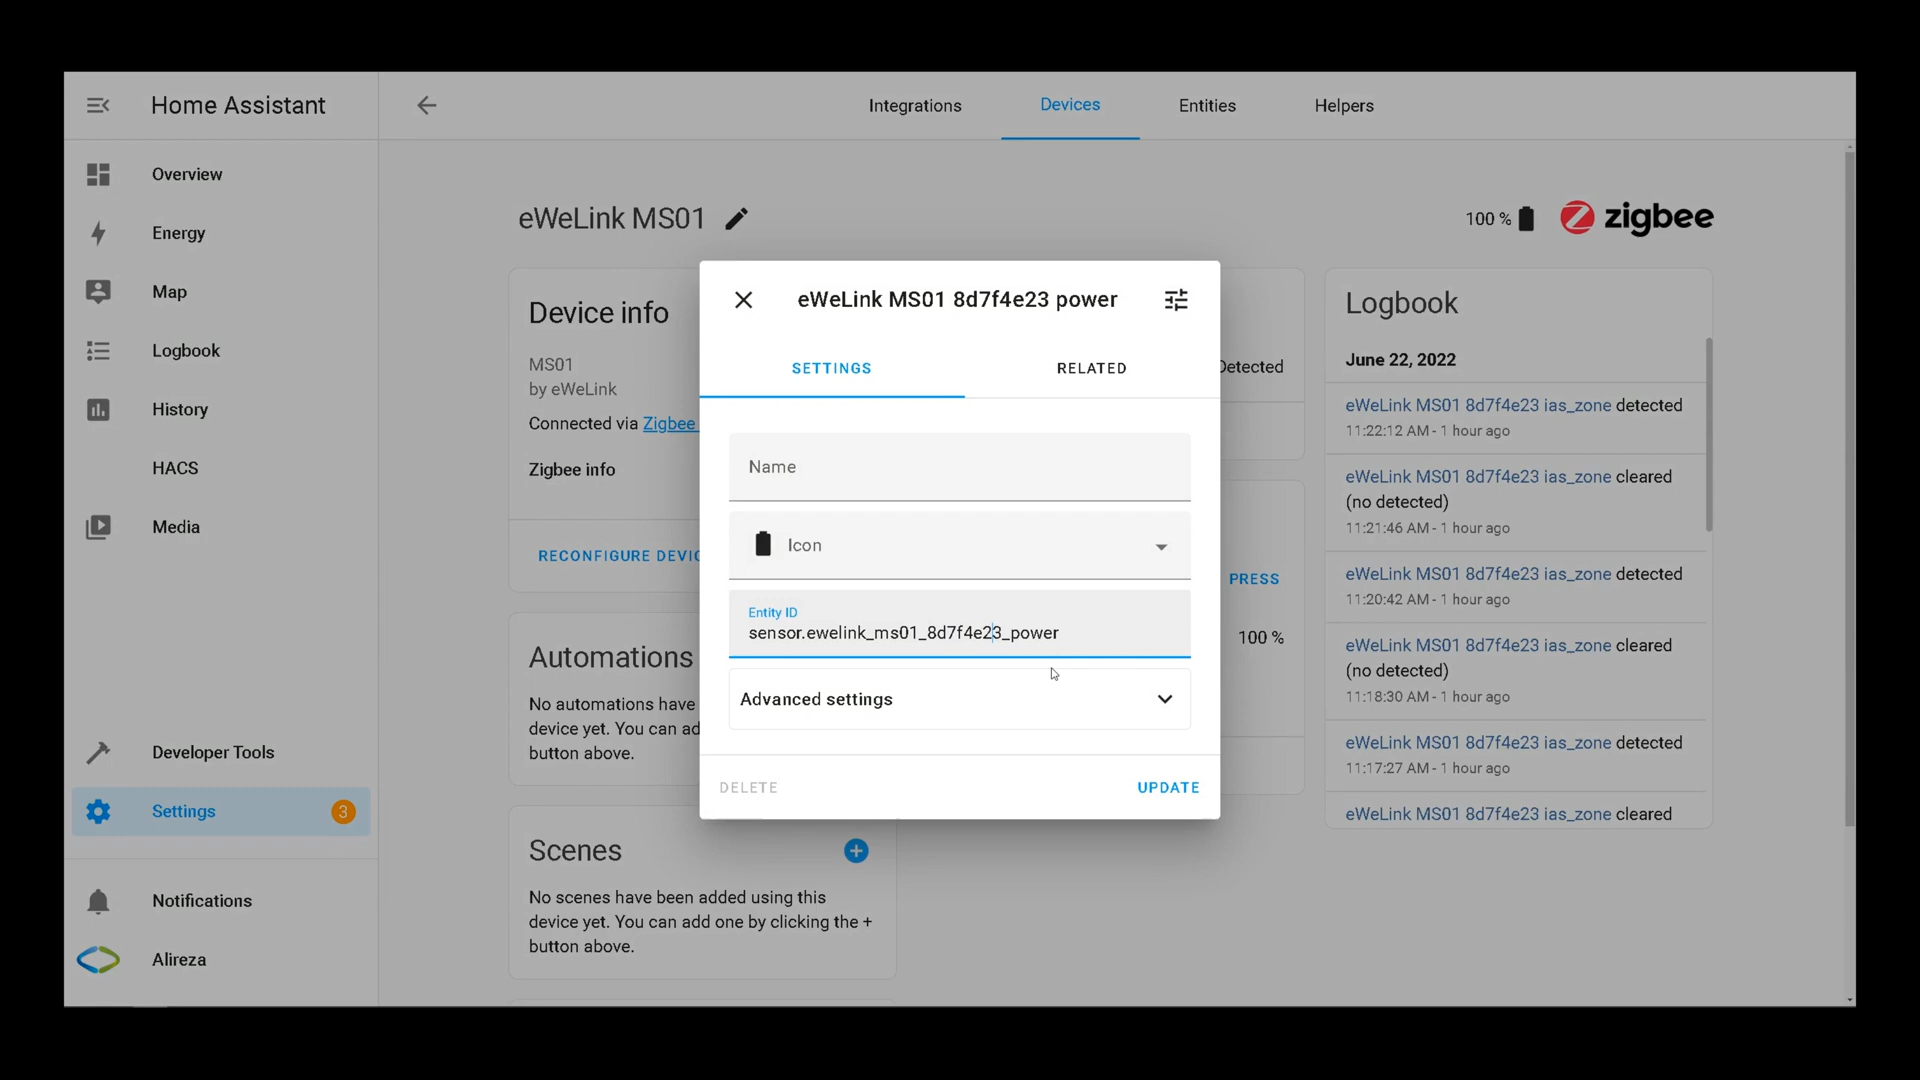 Home Assistant
Integrations
Devices
Entities
Helpers
Overview
Energy
Map
Logbook
History
HACS
Media
Developer Tools
Settings
3
Notifications
Alireza
eWeLink MS01
100 %
zigbee
Device info
MS01
by eWeLink
Connected via Zigbee
Zigbee info
RECONFIGURE DEVIC
Automations
No automations have
device yet. You can ad
button above.
Scenes
No scenes have been added using this
device yet. You can add one by clicking the +
button above.
eWeLink MS01 8d7f4e23 power
SETTINGS
RELATED
Name
Icon
Entity ID
sensor.ewelink_ms01_8d7f4e23_power
Advanced settings
DELETE
UPDATE
Detected
PRESS
100 %
Logbook
June 22, 2022
eWeLink MS01 8d7f4e23 ias_zone detected
11:22:12 AM - 1 hour ago
eWeLink MS01 8d7f4e23 ias_zone cleared
(no detected)
11:21:46 AM - 1 hour ago
eWeLink MS01 8d7f4e23 ias_zone detected
11:20:42 AM - 1 hour ago
eWeLink MS01 8d7f4e23 ias_zone cleared
(no detected)
11:18:30 AM - 1 hour ago
eWeLink MS01 8d7f4e23 ias_zone detected
11:17:27 AM - 1 hour ago
eWeLink MS01 8d7f4e23 ias_zone cleared